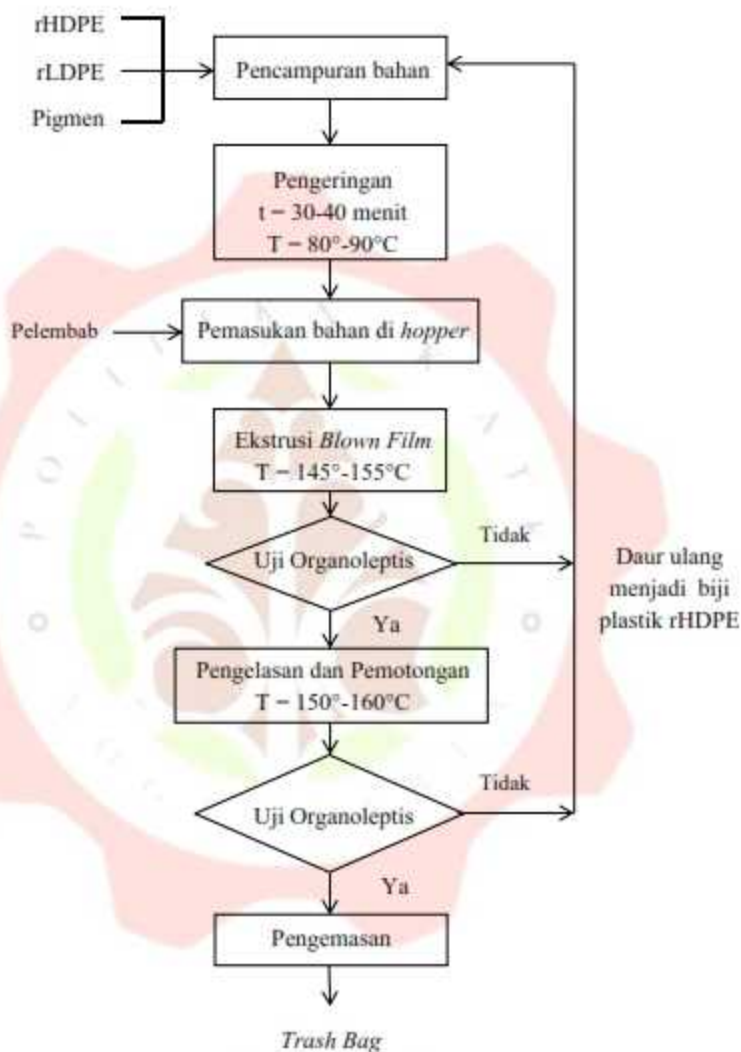 rHDPE
rLDPE
Pigmen
Pencampuran bahan
Pengeringan
t = 30-40 menit
T = 80°-90°C
Pelembab
Pemasukan bahan di hopper
Ekstrusi Blown Film
T = 145°-155°C
Uji Organoleptis
Tidak
Daur ulang
menjadi biji
plastik rHDPE
Ya
Pengelasan dan Pemotongan
T = 150°-160°C
Uji Organoleptis
Tidak
Ya
Pengemasan
Trash Bag